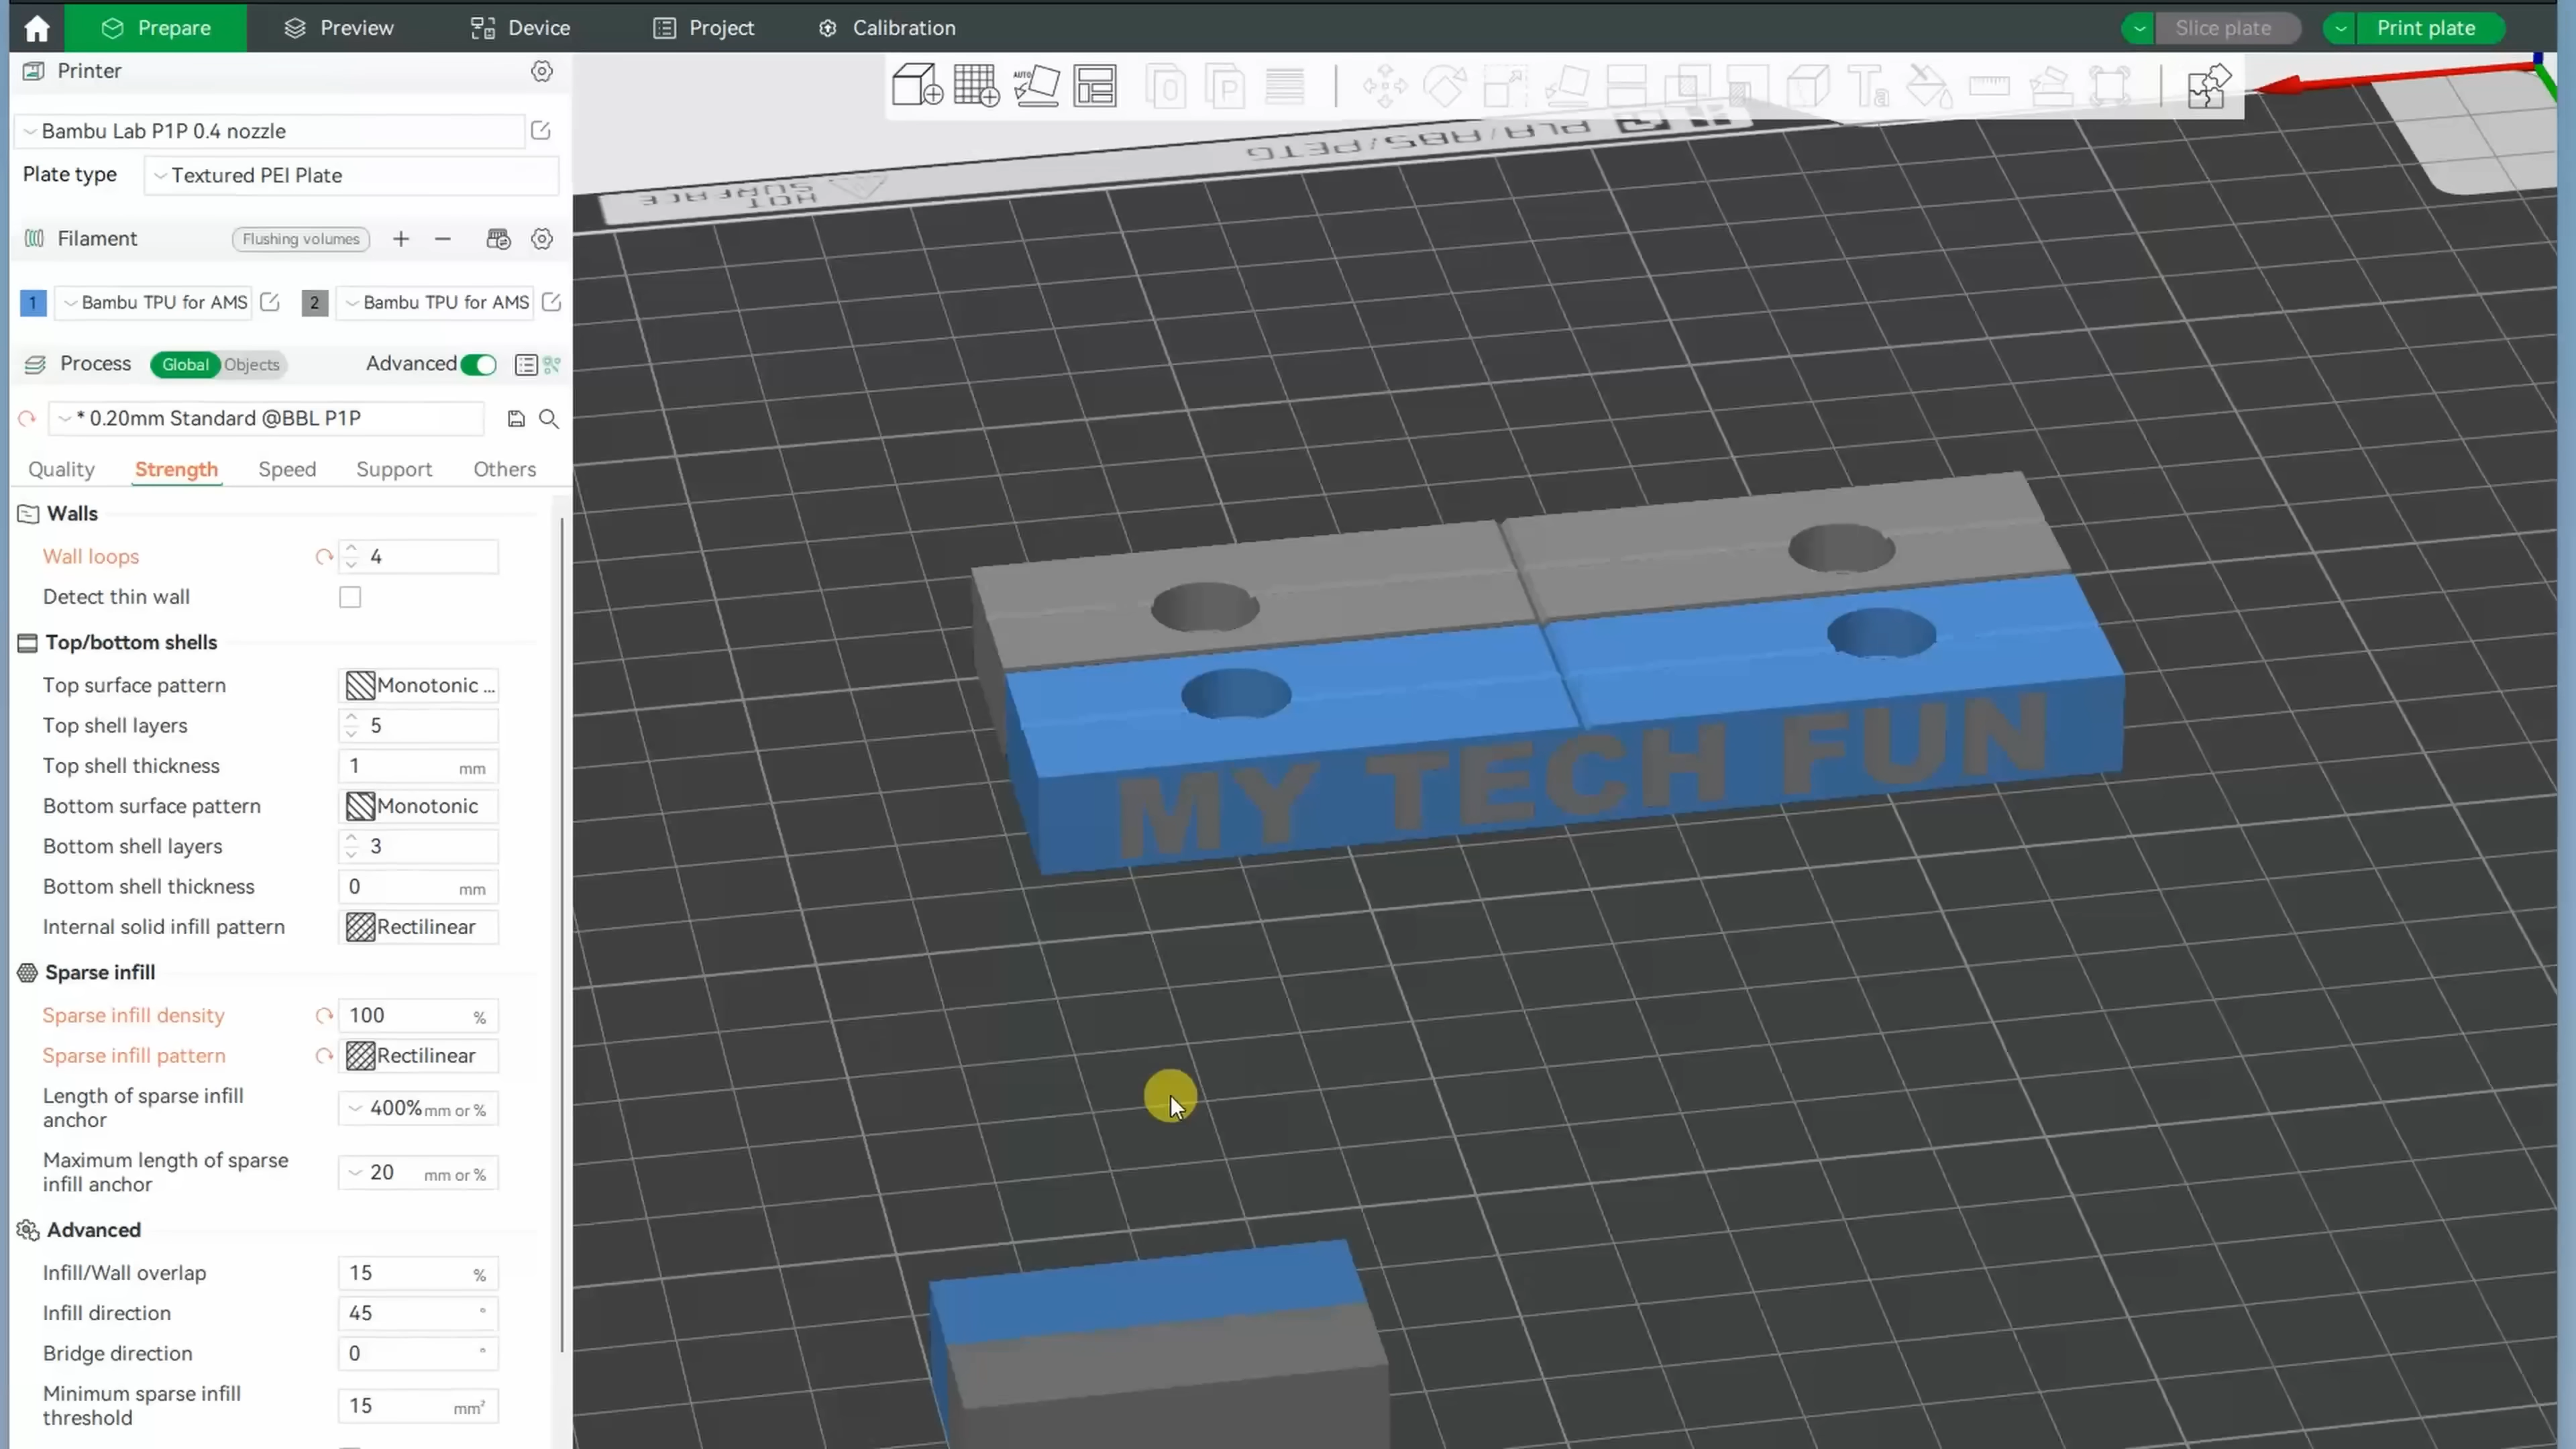 Prepare Preview Device Project Calibration Slice plate Print plate
Printer
Bambu Lab P1P 0.4 nozzle
Plate type Textured PEI Plate
Filament Flushing volumes
1 Bambu TPU for AMS 2 Bambu TPU for AMS
Process Global Objects Advanced
* 0.20mm Standard @BBL P1P
Quality Strength Speed Support Others
Walls
Wall loops 4
Detect thin wall
Top/bottom shells
Top surface pattern Monotonic ...
Top shell layers 5
Top shell thickness 1 mm
Bottom surface pattern Monotonic
Bottom shell layers 3
Bottom shell thickness 0 mm
Internal solid infill pattern Rectilinear
Sparse infill
Sparse infill density 100 %
Sparse infill pattern Rectilinear
Length of sparse infill
anchor 400% mm or %
Maximum length of sparse
infill anchor 20 mm or %
Advanced
Infill/Wall overlap 15 %
Infill direction 45 °
Bridge direction 0 °
Minimum sparse infill
threshold 15 mm²
AUTO
PLA/ABS/PETG
HOT
SURFACE
MY TECH FUN